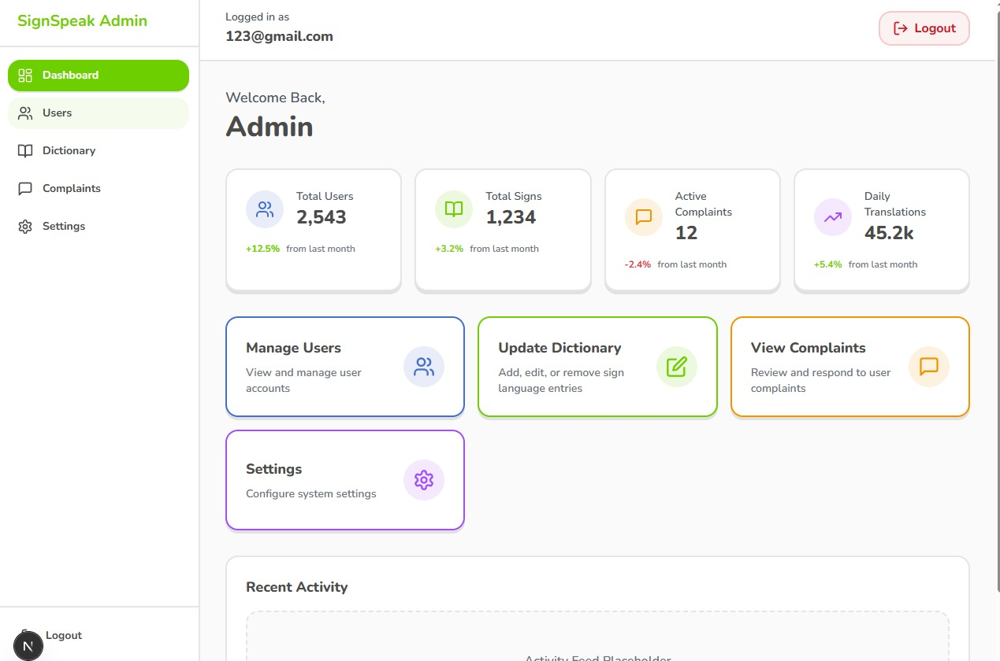 SignSpeak Admin
Dashboard
Users
Dictionary
Complaints
Settings
Logout
N
Logged in as
123@gmail.com
Logout
Welcome Back,
Admin
Total Users
2,543
+12.5% from last month
Total Signs
1,234
+3.2% from last month
Active
Complaints
12
-2.4% from last month
Daily
Translations
45.2k
+5.4% from last month
Manage Users
View and manage user
accounts
Update Dictionary
Add, edit, or remove sign
language entries
View Complaints
Review and respond to user
complaints
Settings
Configure system settings
Recent Activity
Activity Feed Placeholder